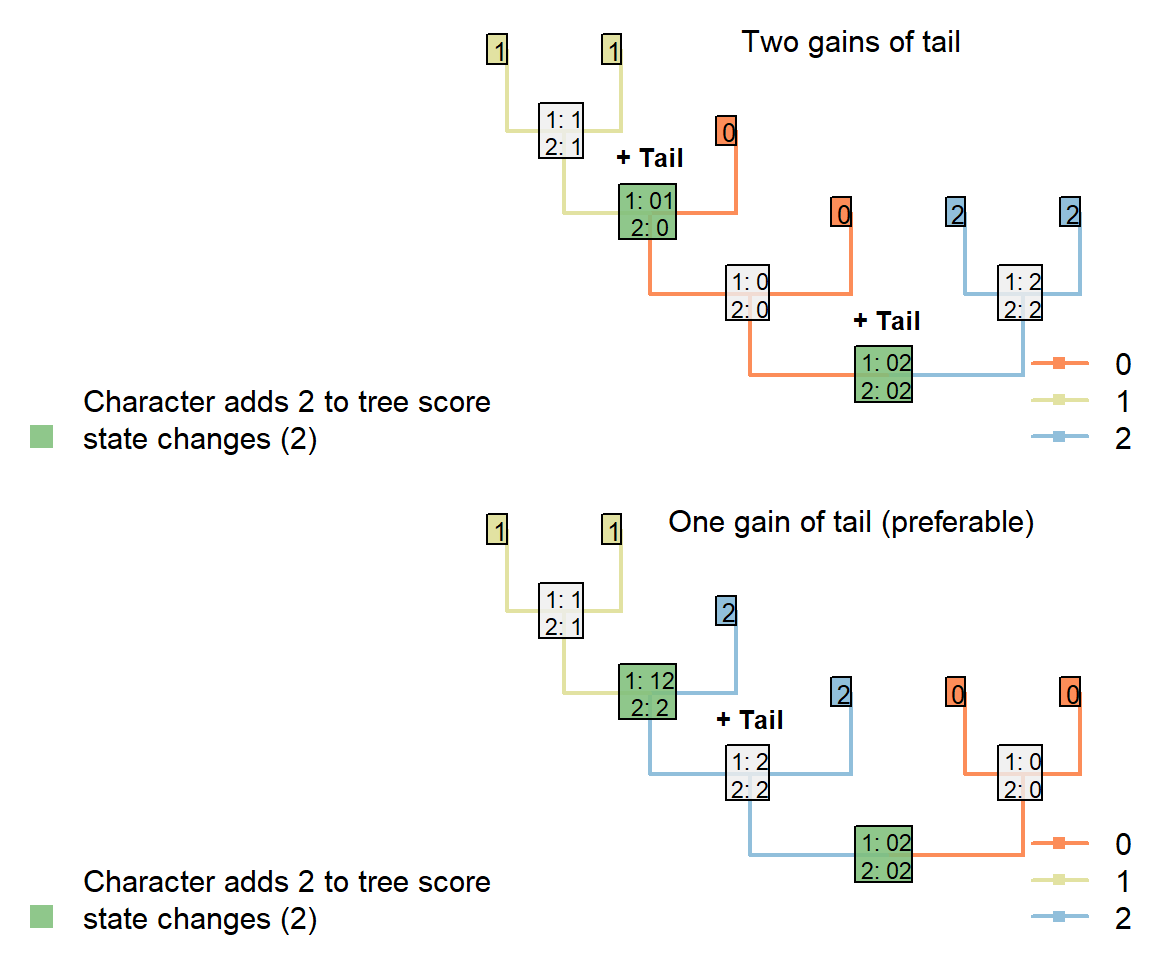 Two gains of tail
1 1
1: 1
2: 1
0
+ Tail
1: 01
2: 0
0 2 2
1: 0
2: 0
1: 2
2: 2
+ Tail
1: 02
2: 02
0
1
2
Character adds 2 to tree score
state changes (2)
One gain of tail (preferable)
1 1
1: 1
2: 1
2
1: 12
2: 2
2 0 0
+ Tail
1: 2
2: 2
1: 0
2: 0
1: 02
2: 02
0
1
2
Character adds 2 to tree score
state changes (2)